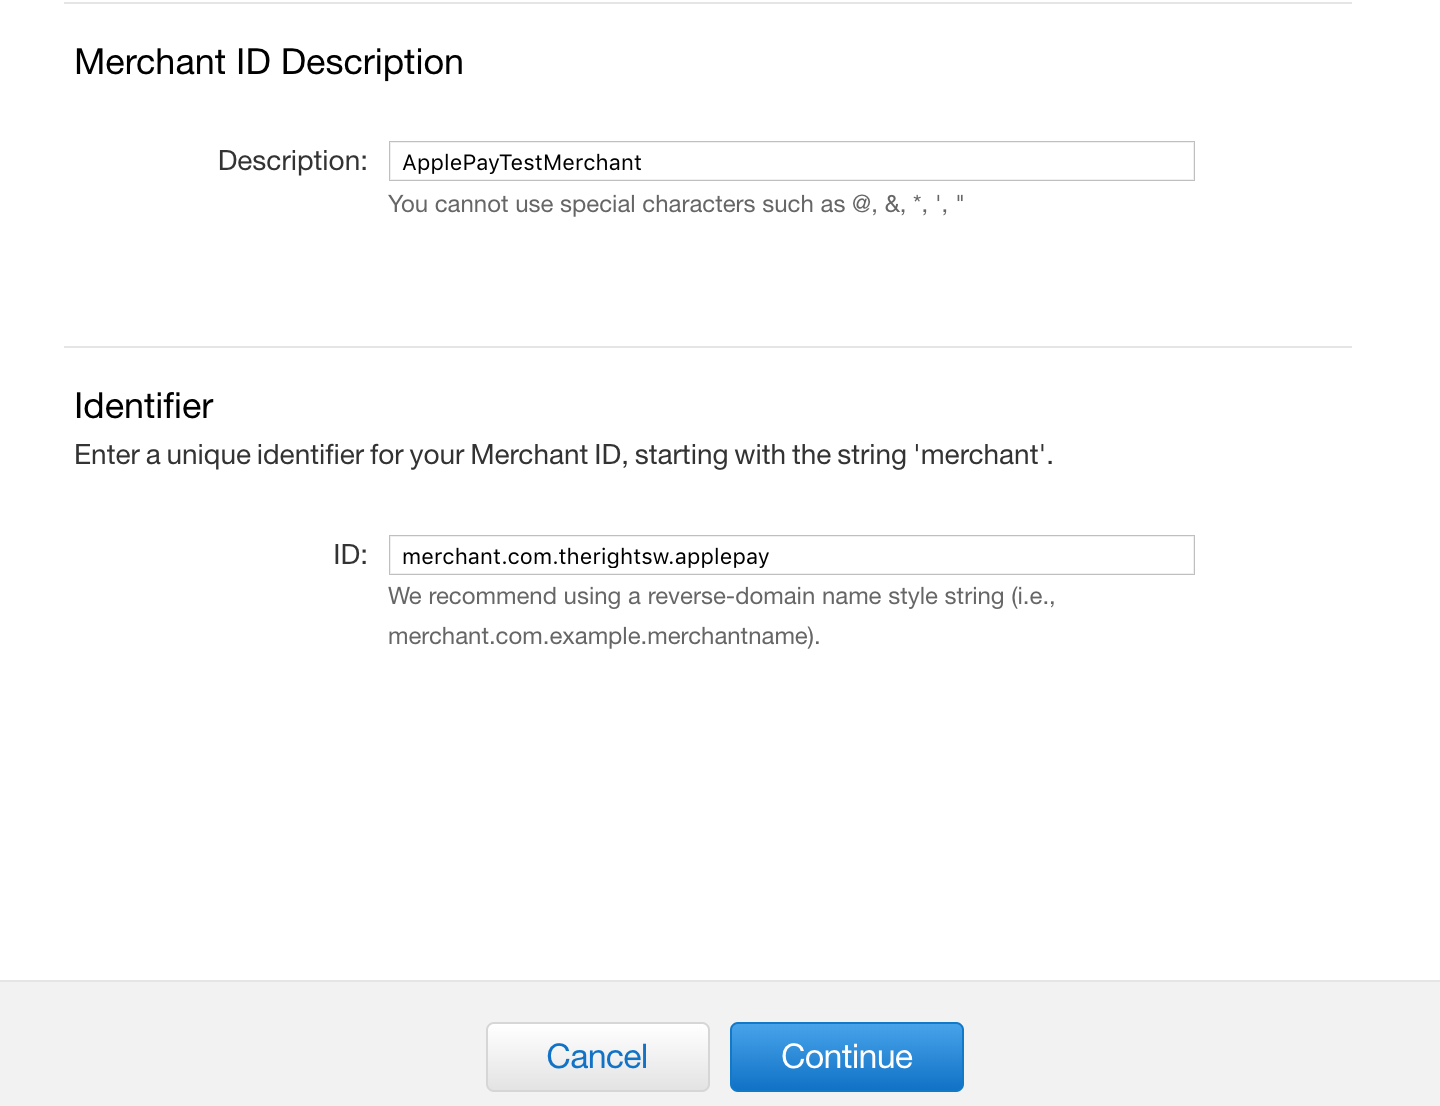 Merchant ID Description
Description: ApplePayTestMerchant
You cannot use special characters such as @, &, *, ', "
Identifier
Enter a unique identifier for your Merchant ID, starting with the string 'merchant'.
ID: merchant.com.therightsw.applepay
We recommend using a reverse-domain name style string (i.e.,
merchant.com.example.merchantname).
Cancel Continue